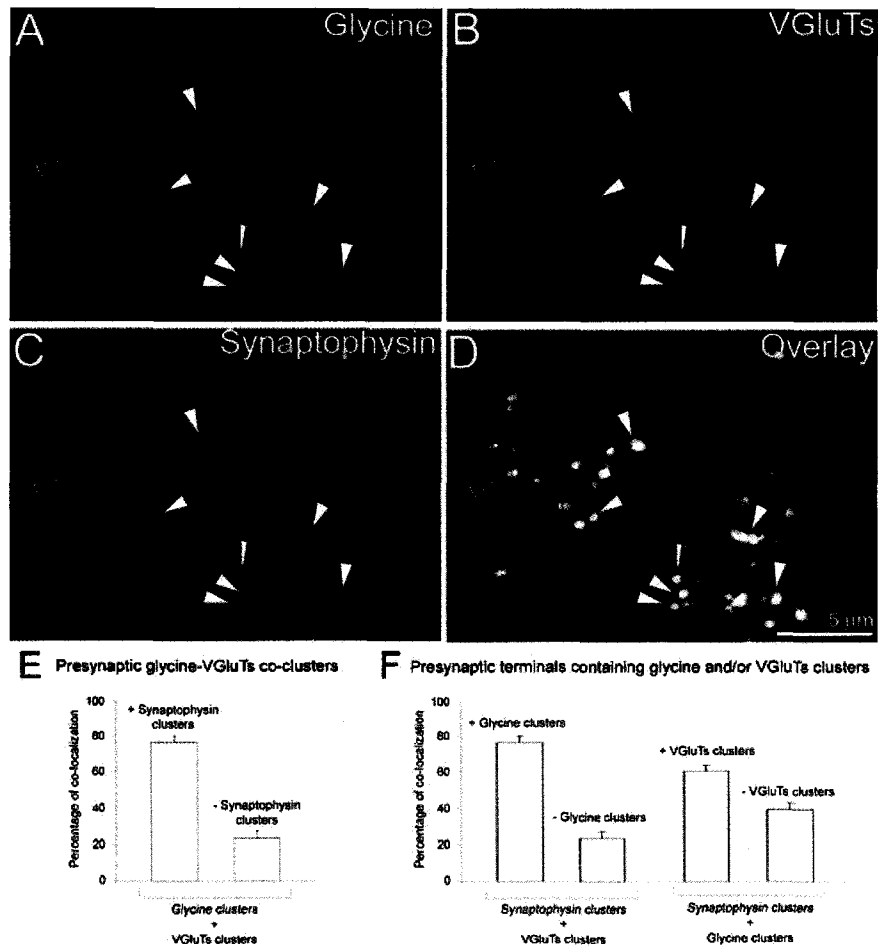 A Glycine
B VGluTs
C Synaptophysin
D Overlay
5 µm
E Presynaptic glycine-VGluTs co-clusters
Percentage of co-localization
100
80
60
40
20
0
+ Synaptophysin
clusters
- Synaptophysin
clusters
Glycine clusters
+
VGluTs clusters
F Presynaptic terminals containing glycine and/or VGluTs clusters
Percentage of co-localization
100
80
60
40
20
0
+ Glycine clusters
- Glycine clusters
+ VGluTs clusters
- VGluTs clusters
Synaptophysin clusters
+
VGluTs clusters
Synaptophysin clusters
+
Glycine clusters